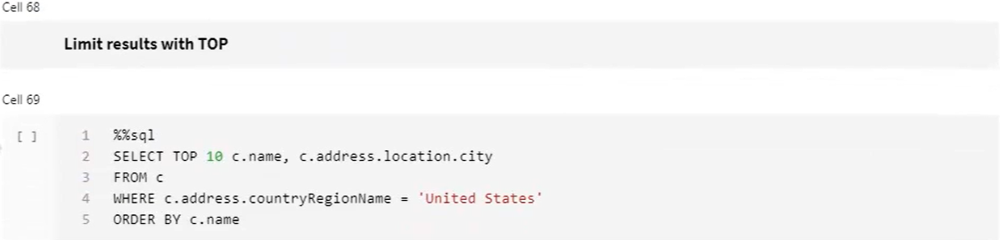 Cell 68
Limit results with TOP
Cell 69
[ ]
1 %%sql
2 SELECT TOP 10 c.name, c.address.location.city
3 FROM c
4 WHERE c.address.countryRegionName = 'United States'
5 ORDER BY c.name